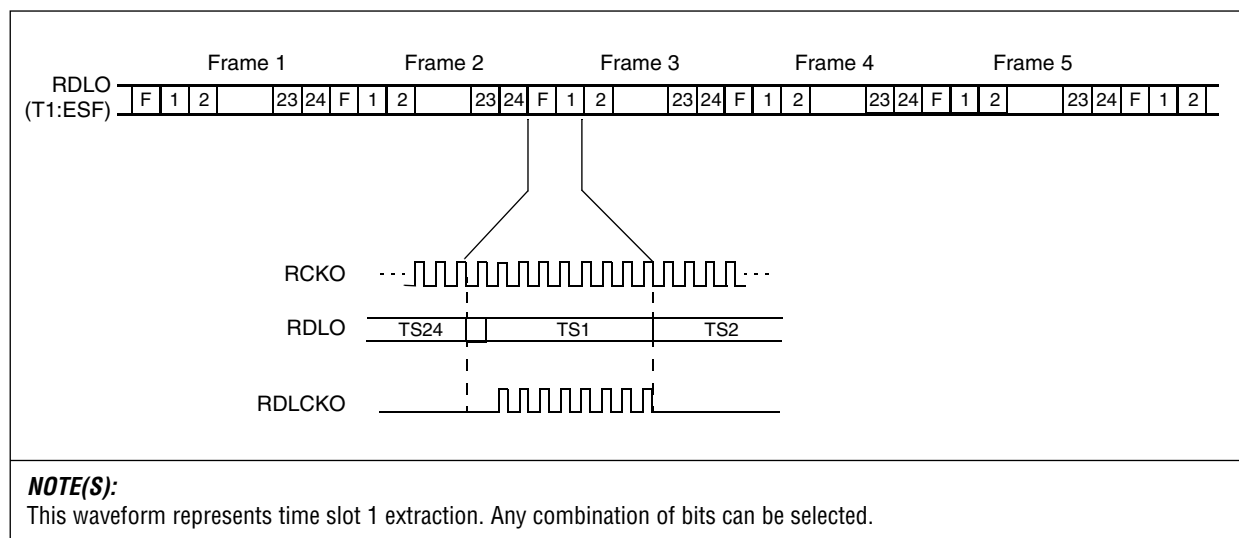 Frame 1 Frame 2 Frame 3 Frame 4 Frame 5
RDLO
(T1:ESF)
F 1 2 23 24 F 1 2 23 24 F 1 2 23 24 F 1 2 23 24 F 1 2 23 24 F 1 2
RCKO
RDLO TS24 TS1 TS2
RDLCKO
NOTE(S):
This waveform represents time slot 1 extraction. Any combination of bits can be selected.